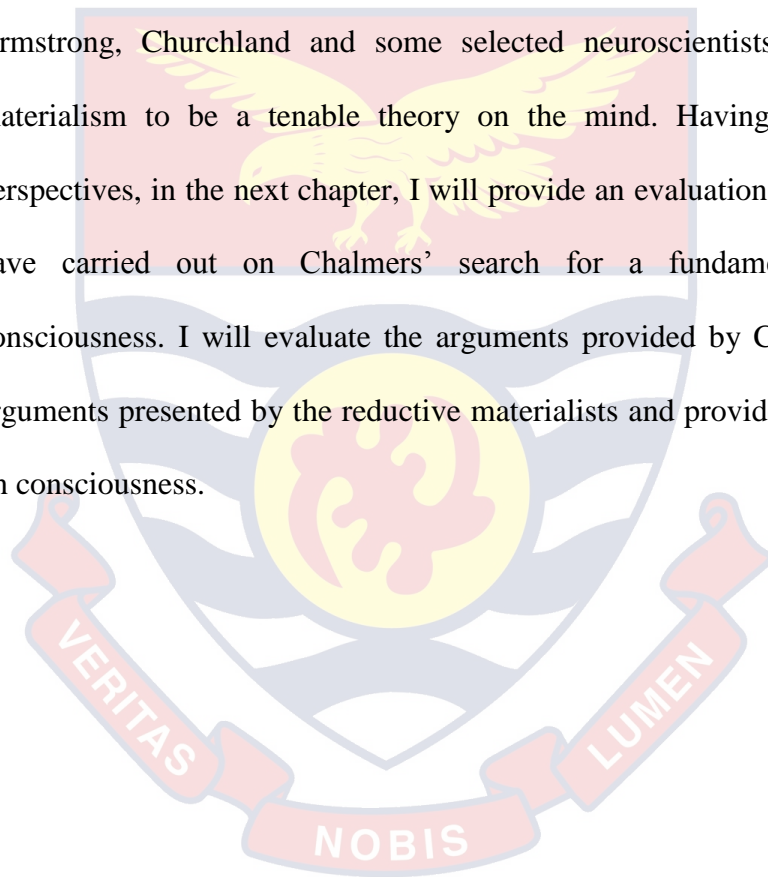 rmstrong, Churchland and some selected neuroscientists
aterialism to be a tenable theory on the mind. Having
erspectives, in the next chapter, I will provide an evaluation
ave carried out on Chalmers’ search for a fundam
onsciousness. I will evaluate the arguments provided by C
rguments presented by the reductive materialists and provid
n consciousness.
VERITAS
NOBIS
LUMEN